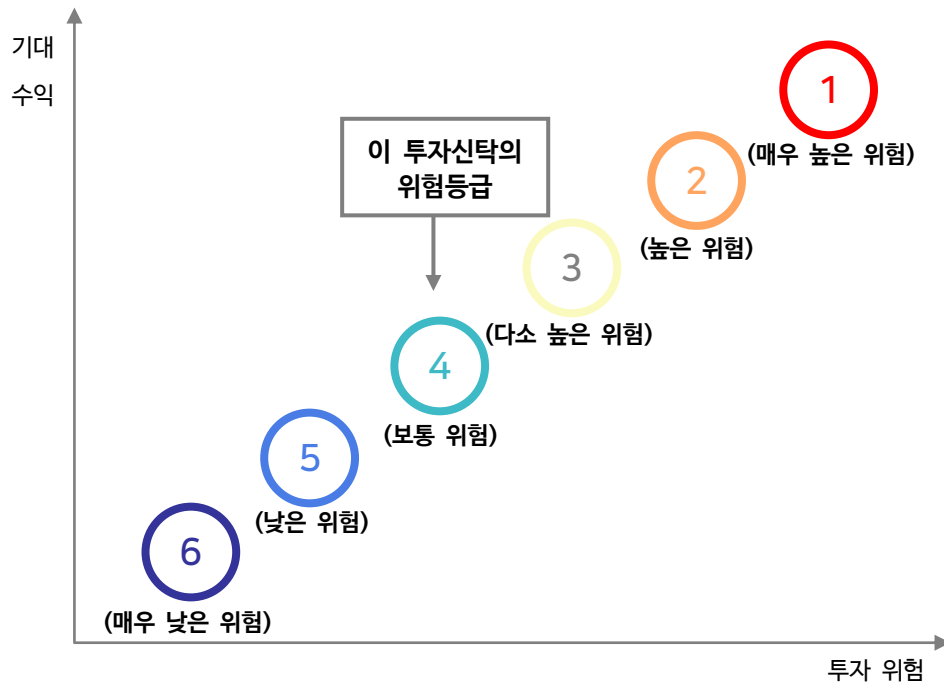 기대
수익
1
(매우 높은 위험)
이 투자신탁의
위험등급
2
(높은 위험)
3
(다소 높은 위험)
4
(보통 위험)
5
(낮은 위험)
6
(매우 낮은 위험)
투자 위험